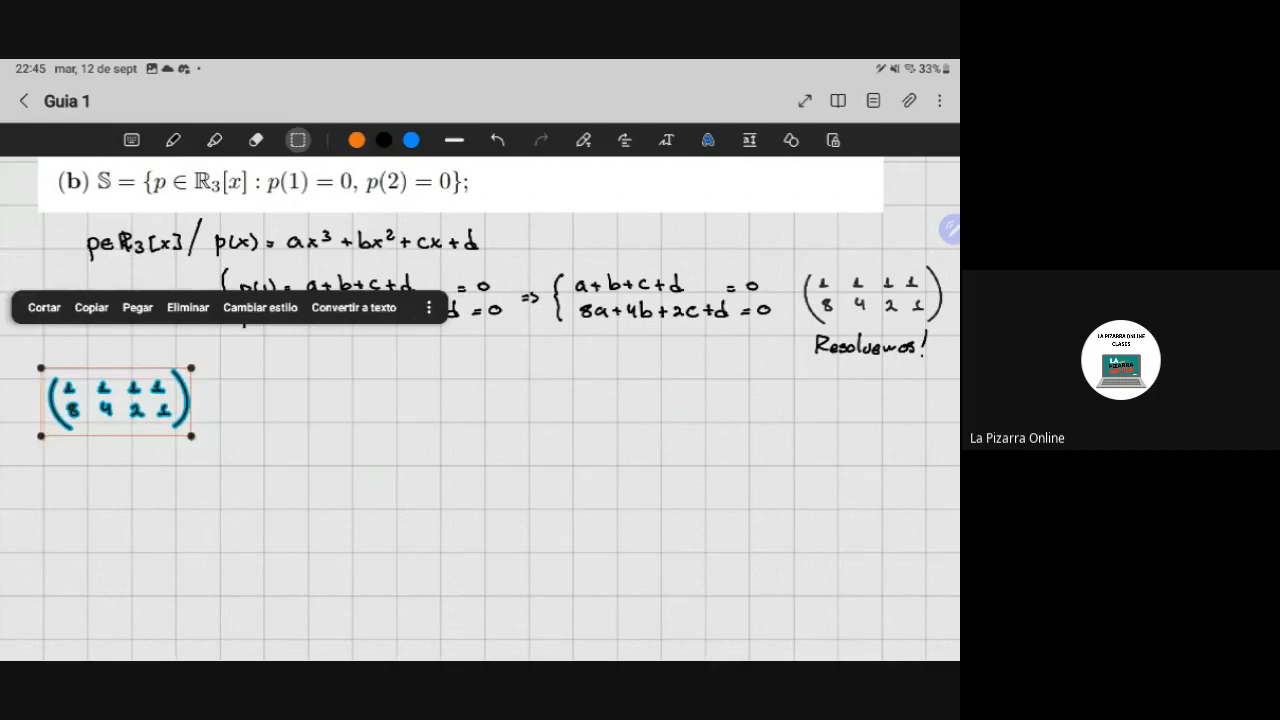 22:45 mar, 12 de sept
33%
Guia 1
(b) 𝕊 = {p ∈ ℝ₃[x] : p(1) = 0, p(2) = 0};
p∈ℝ₃[x] / p(x) = ax³ + bx² + cx + d
p(1) = a+b+c+d = 0 => { a+b+c+d = 0 ( 1 1 1 1 )
d = 0 8a+4b+2c+d = 0 8 4 2 1
Resolvemos!
Cortar Copiar Pegar Eliminar Cambiar estilo Convertir a texto
( 1 1 1 1 )
8 4 2 1
LA PIZARRA ONLINE
CLASES
La Pizarra Online